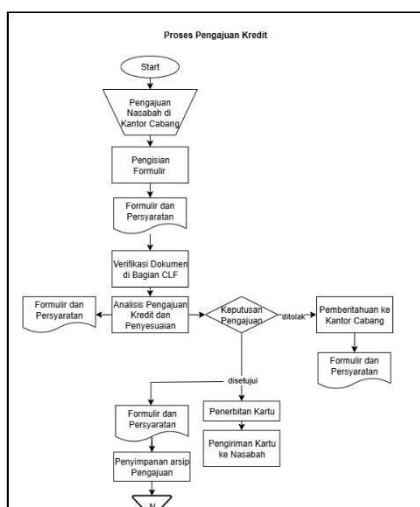 Proses Pengajuan Kredit
Start
Pengajuan
Nasabah di
Kantor Cabang
Pengisian
Formulir
Formulir dan
Persyaratan
Verifikasi Dokumen
di Bagian CLF
Formulir dan
Persyaratan
Analisis Pengajuan
Kredit dan
Penyesuaian
Keputusan
Pengajuan
ditolak
Pemberitahuan ke
Kantor Cabang
Formulir dan
Persyaratan
disetujui
Formulir dan
Persyaratan
Penerbitan Kartu
Pengiriman Kartu
ke Nasabah
Penyimpanan arsip
Pengajuan
N